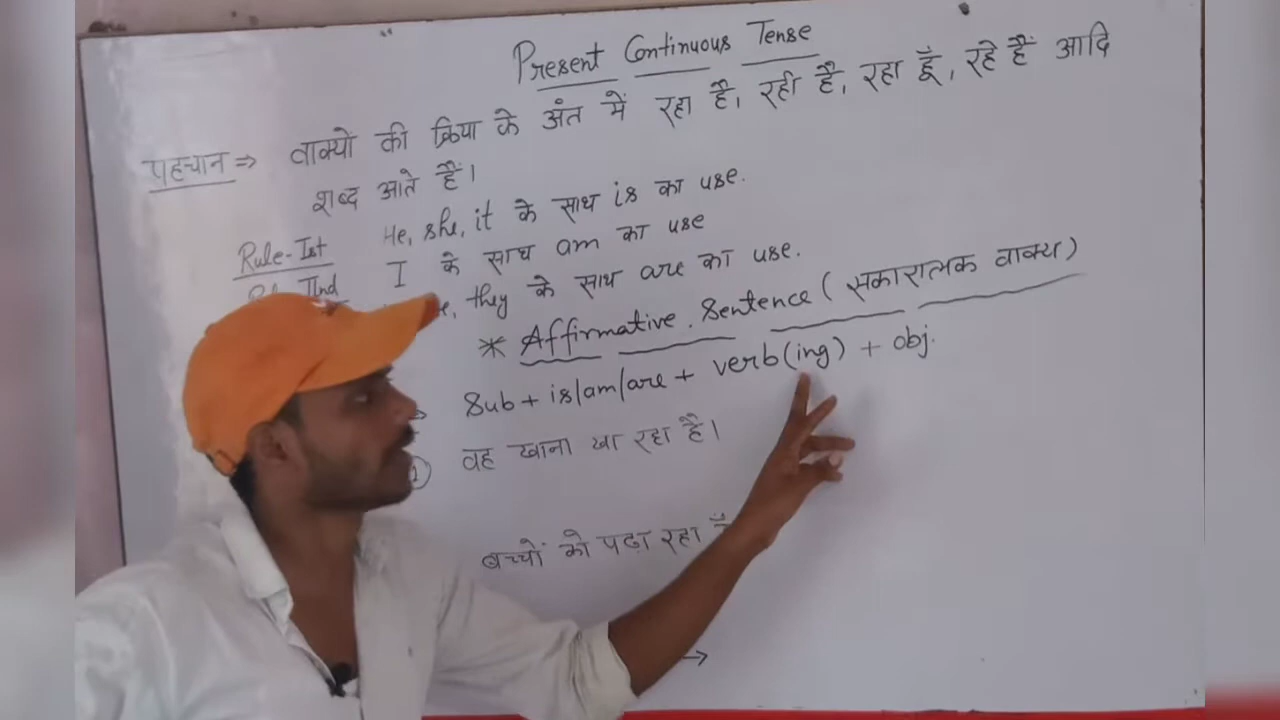 Present Continuous Tense
पहचान ⇒ वाक्यों की क्रिया के अंत में रहा है, रही है, रहा हूँ, रहे हैं आदि
शब्द आते हैं।
Rule-Ist He, she, it के साथ is का use.
IInd I के साथ am का use
they के साथ are का use.
* Affirmative. Sentence (सकारात्मक वाक्य)
Sub + is/am/are + verb(ing) + obj.
वह खाना खा रहा है।
बच्चों को पढ़ा रहा
→